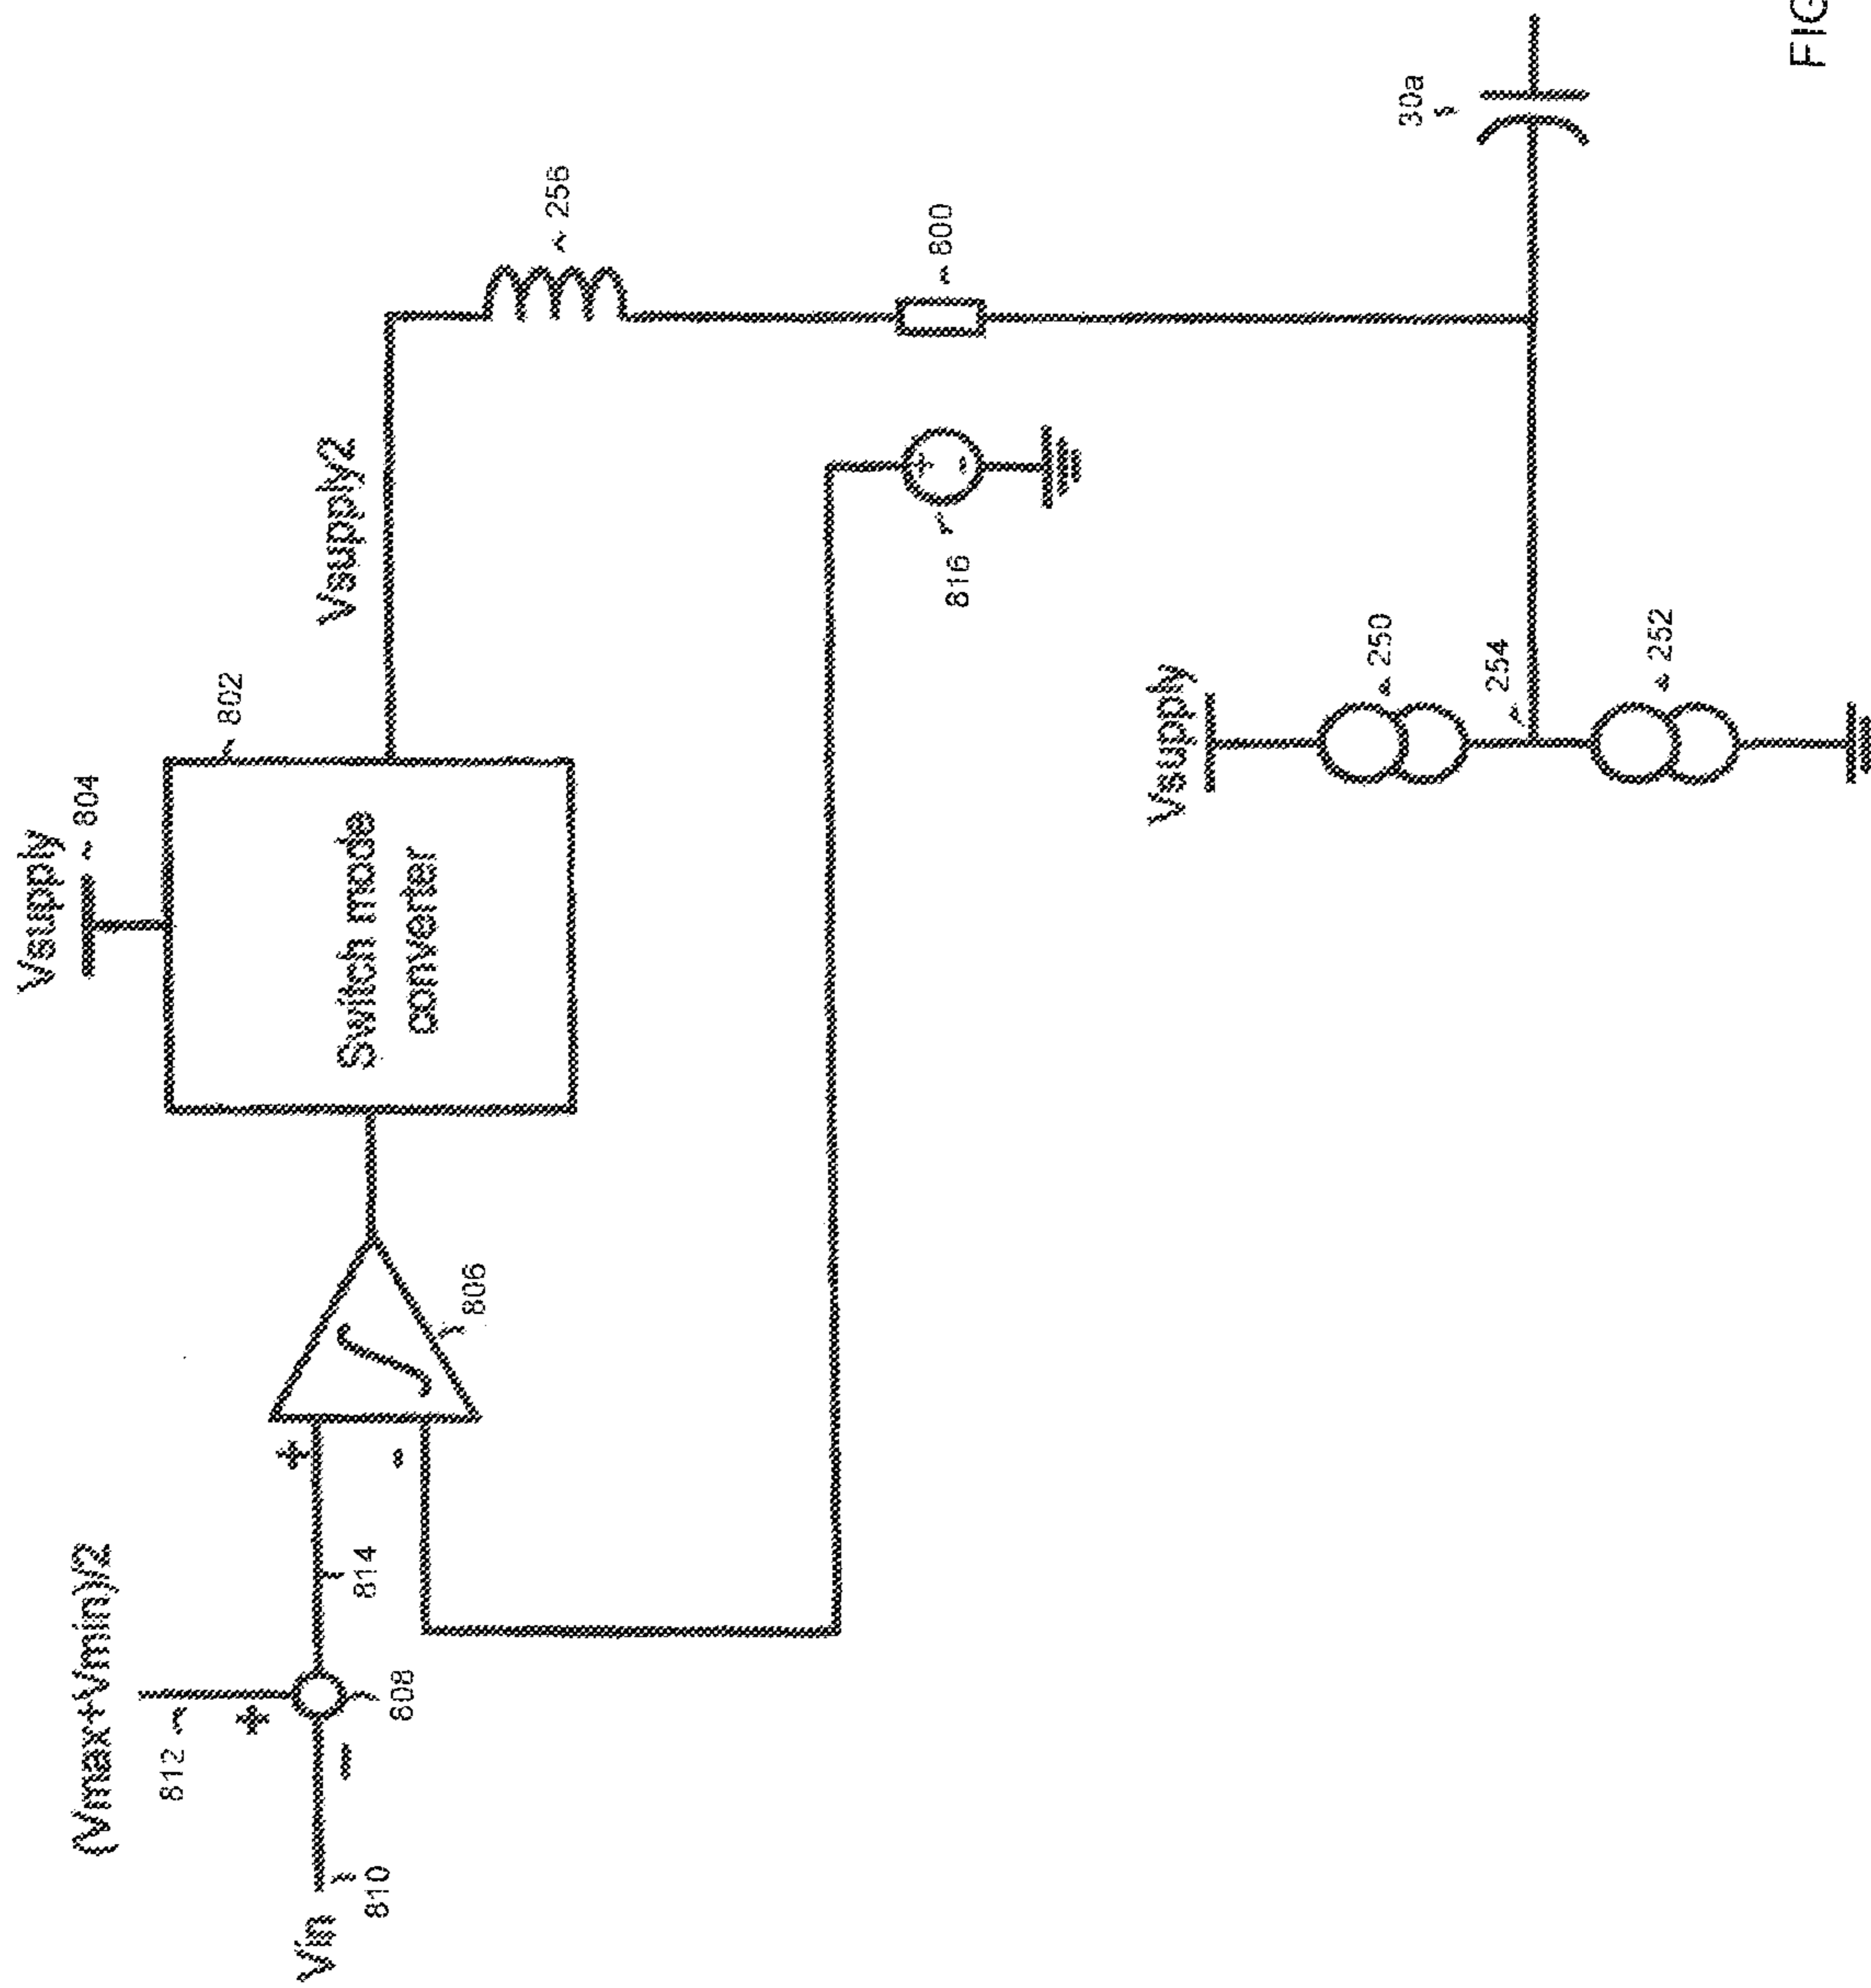 Vsupply
804
802
Switch mode
converter
Vsupply2
256
(Vmax+Vmin)/2
812
+
Vin
810
−
808
814
+
-
∫
806
800
+
-
816
Vsupply
250
254
252
30a
FIG